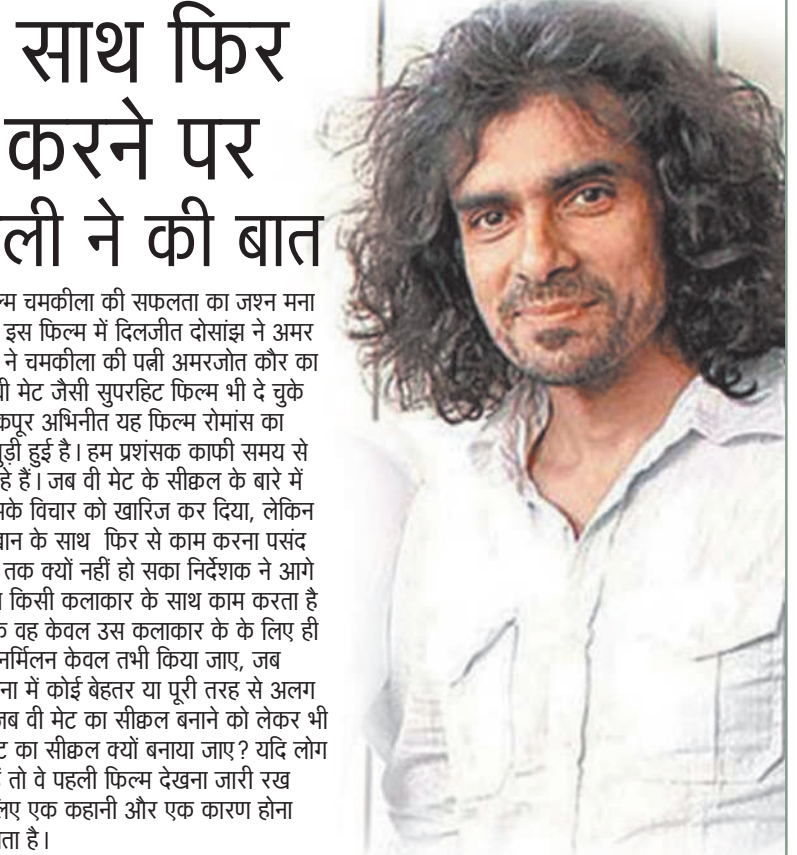 साथ फिर
करने पर
ली ने की बात
ल्म चमकीला की सफलता का जश्न मना
इस फिल्म में दिलजीत दोसांझ ने अमर
ने चमकीला की पत्नी अमरजोत कौर का
वी मेट जैसी सुपरहिट फिल्म भी दे चुके
कपूर अभिनीत यह फिल्म रोमांस का
जुड़ी हुई है। हम प्रशंसक काफी समय से
हे हैं। जब वी मेट के सीक्वल के बारे में
सके विचार को खारिज कर दिया, लेकिन
खान के साथ फिर से काम करना पसंद
तक क्यों नहीं हो सका निर्देशक ने आगे
किसी कलाकार के साथ काम करता है
वह केवल उस कलाकार के के लिए ही
नर्मिलन केवल तभी किया जाए, जब
ना में कोई बेहतर या पूरी तरह से अलग
जब वी मेट का सीक्वल बनाने को लेकर भी
ट का सीक्वल क्यों बनाया जाए? यदि लोग
तो वे पहली फिल्म देखना जारी रख
लिए एक कहानी और एक कारण होना
ता है।